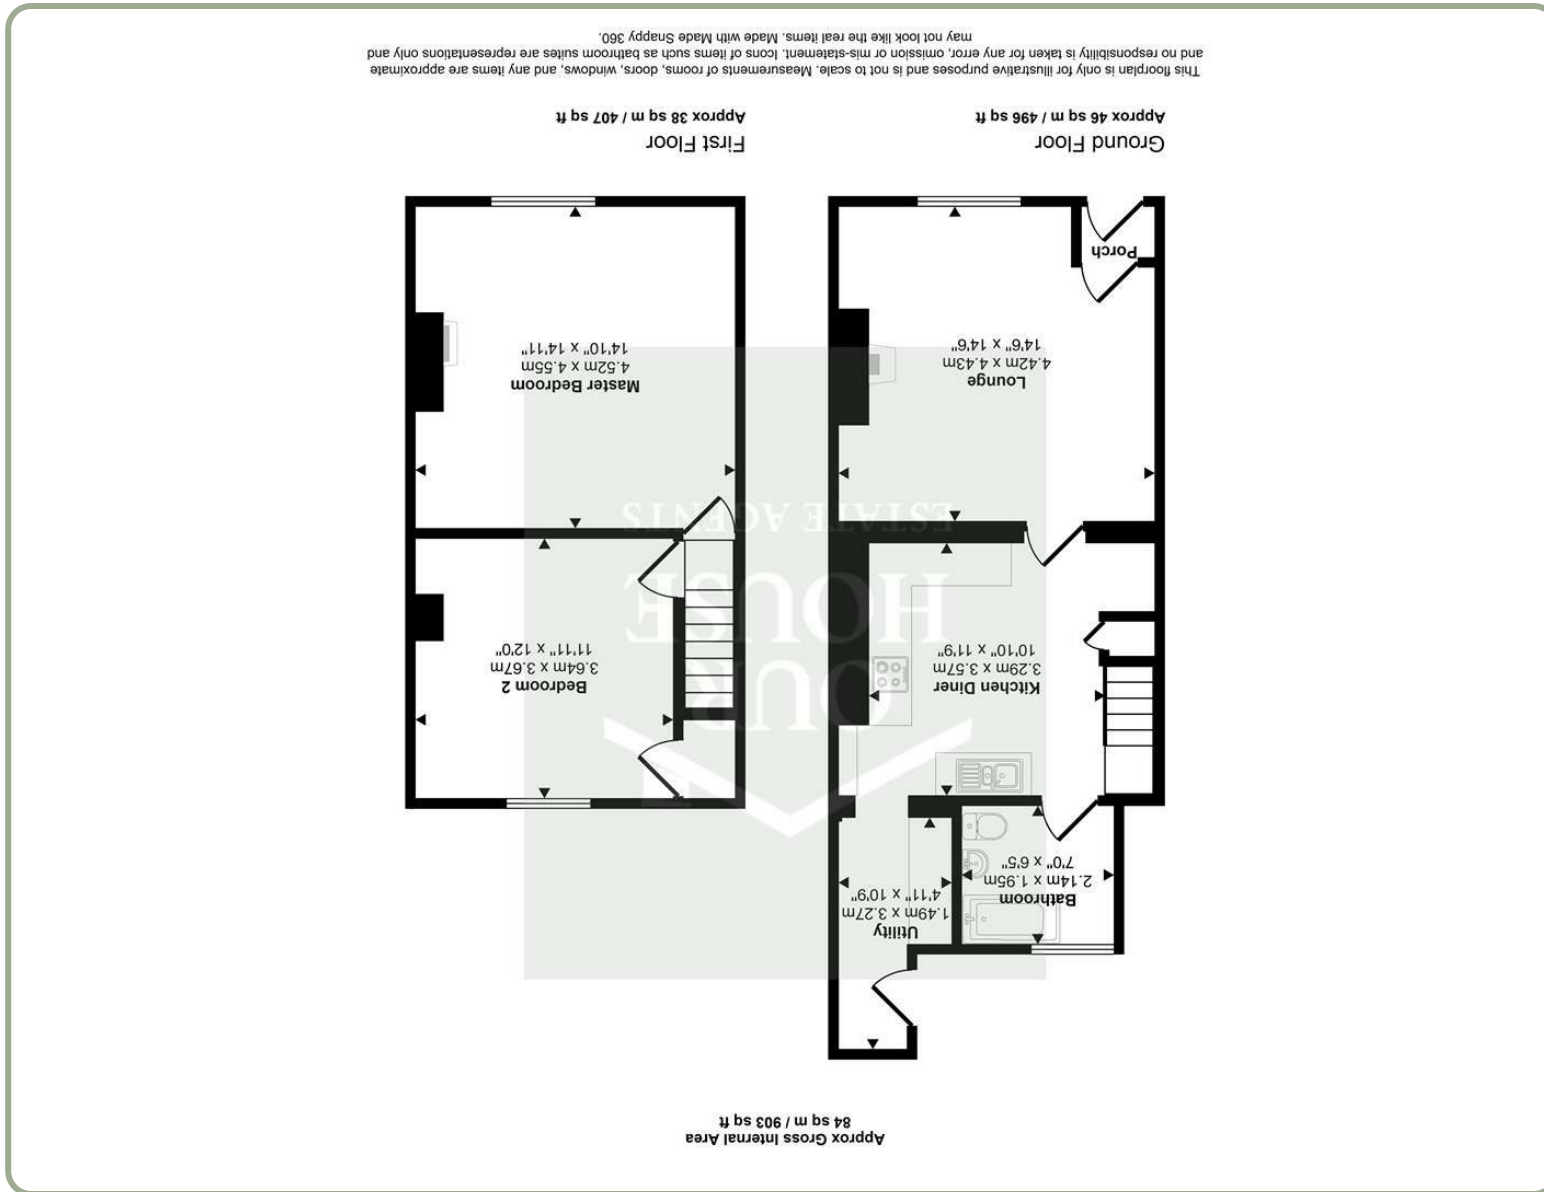 Approx Gross Internal Area
84 sq m / 903 sq ft
Utility
1.49m x 3.27m
4'11" x 10'9"
Bathroom
2.14m x 1.95m
7'0" x 6'5"
Kitchen Diner
3.29m x 3.57m
10'10" x 11'9"
Bedroom 2
3.64m x 3.67m
11'11" x 12'0"
OUR
HOUSE
ESTATE AGENTS
Lounge
4.42m x 4.43m
14'6" x 14'6"
Master Bedroom
4.52m x 4.55m
14'10" x 14'11"
Porch
Ground Floor
Approx 46 sq m / 496 sq ft
First Floor
Approx 38 sq m / 407 sq ft
This floorplan is only for illustrative purposes and is not to scale. Measurements of rooms, doors, windows, and any items are approximate
and no responsibility is taken for any error, omission or mis-statement. Icons of items such as bathroom suites are representations only and
may not look like the real items. Made with Made Snappy 360.